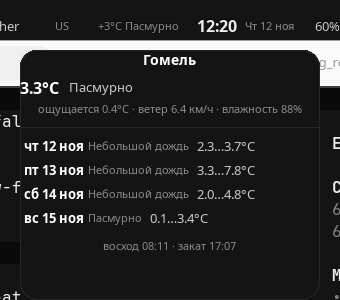 her US +3°C Пасмурно 12:20 Чт 12 ноя 60%
Гомель
3.3°C Пасмурно
ощущается 0.4°C · ветер 6.4 км/ч · влажность 88%
чт 12 ноя Небольшой дождь 2.3…3.7°C
пт 13 ноя Небольшой дождь 3.3…7.8°C
сб 14 ноя Небольшой дождь 2.0…4.8°C
вс 15 ноя Пасмурно 0.1…3.4°C
восход 08:11 · закат 17:07